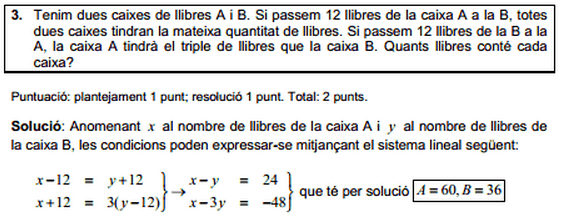 3. Tenim dues caixes de llibres A i B. Si passem 12 llibres de la caixa A a la B, totes
dues caixes tindran la mateixa quantitat de llibres. Si passem 12 llibres de la B a la
A, la caixa A tindrà el triple de llibres que la caixa B. Quants llibres conté cada
caixa?
Puntuació: plantejament 1 punt; resolució 1 punt. Total: 2 punts.
Solució: Anomenant x al nombre de llibres de la caixa A i y al nombre de llibres de
la caixa B, les condicions poden expressar-se mitjançant el sistema lineal següent:
x−12 = y+12 } → x−y = 24 }
x+12 = 3(y−12) } x−3y = −48 } que té per solució A = 60, B = 36